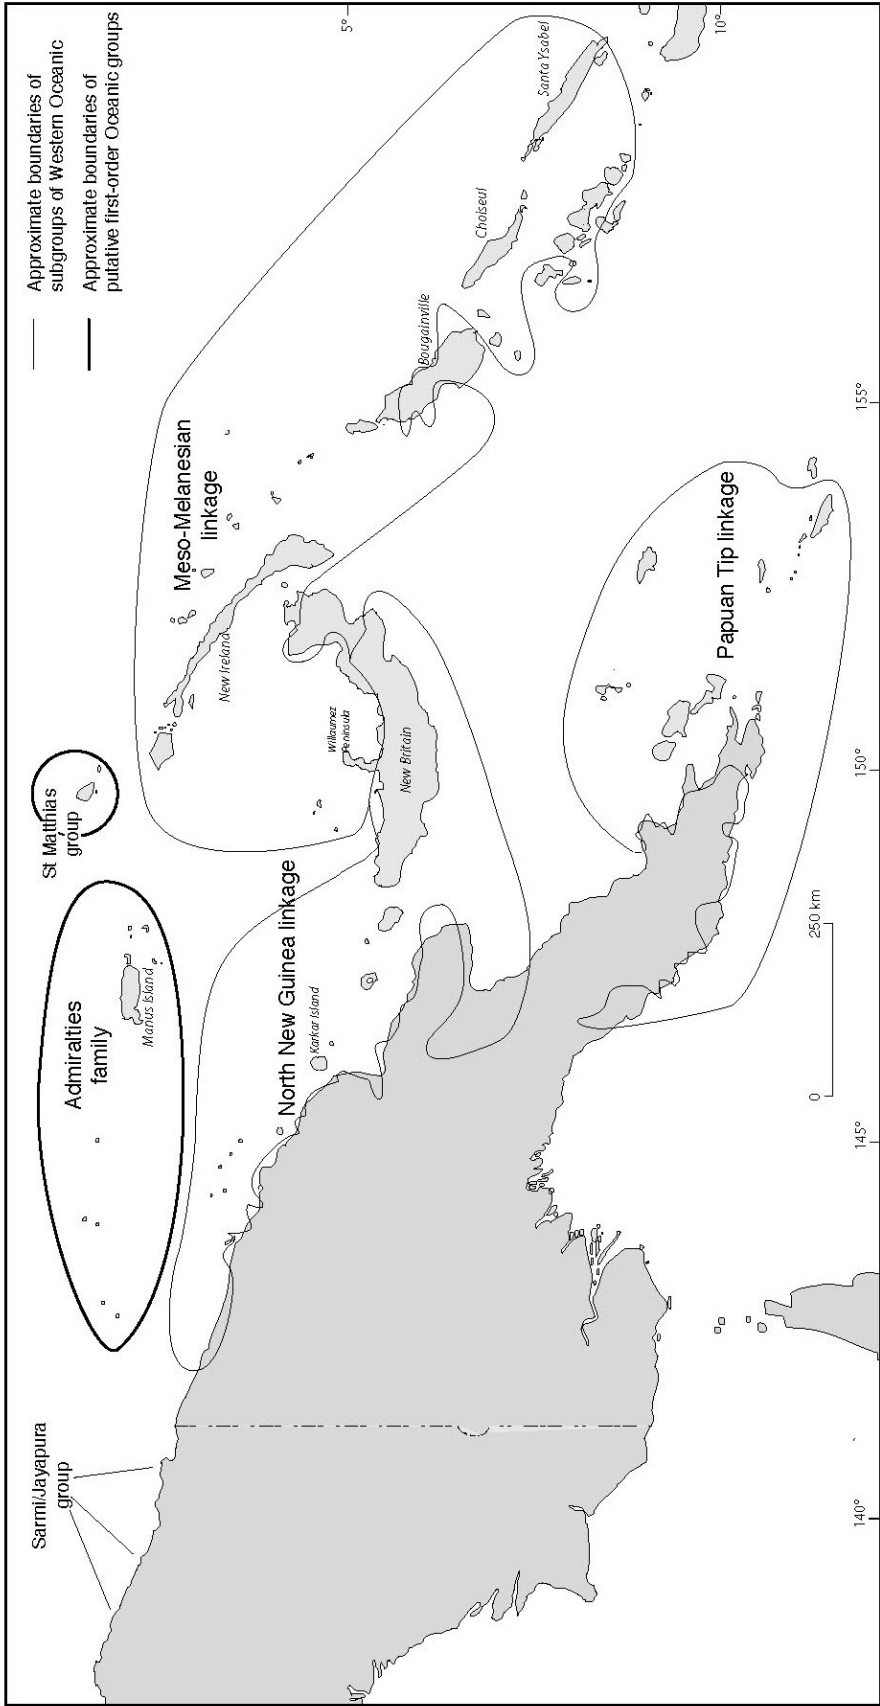 Approximate boundaries of
subgroups of Western Oceanic
Approximate boundaries of
putative first-order Oceanic groups
Sarmi/Jayapura
group
Admiralties
family
Manus Island
St Matthias
group
Meso-Melanesian
linkage
New Ireland
Willaumez
Peninsula
New Britain
North New Guinea linkage
Karkar Island
Bougainville
Choiseul
Santa Ysabel
Papuan Tip linkage
0
250 km
5°
10°
140°
145°
150°
155°